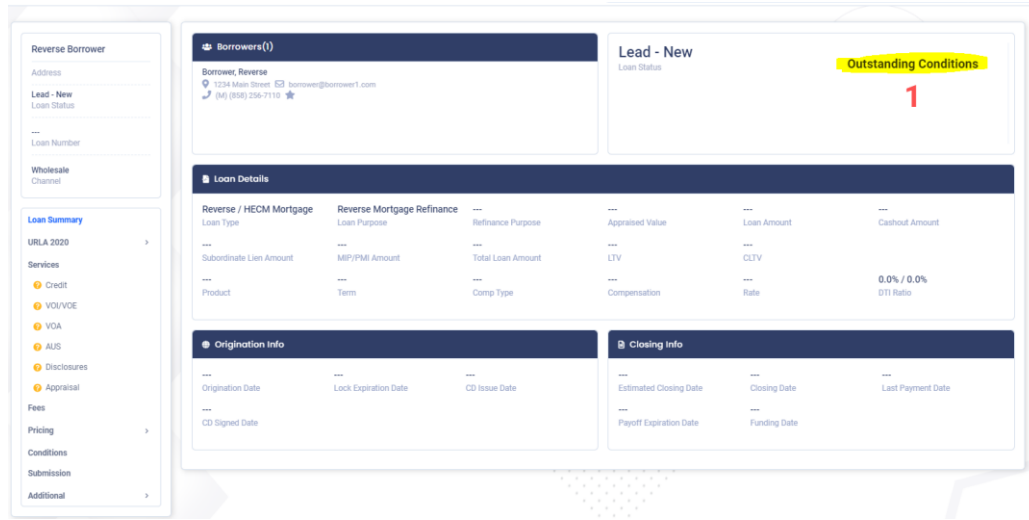 Reverse Borrower
Address
Lead - New
Loan Status
---
Loan Number
Wholesale
Channel
Loan Summary
URLA 2020 >
Services
Credit
VOI/VOE
VOA
AUS
Disclosures
Appraisal
Fees
Pricing >
Conditions
Submission
Additional >
Borrowers(1)
Borrower, Reverse
1234 Main Street borrower@borrower1.com
(M) (858) 256-7110
Lead - New
Loan Status
Outstanding Conditions
1
Loan Details
Reverse / HECM Mortgage Reverse Mortgage Refinance --- --- --- ---
Loan Type Loan Purpose Refinance Purpose Appraised Value Loan Amount Cashout Amount
--- --- --- --- ---
Subordinate Lien Amount MIP/PMI Amount Total Loan Amount LTV CLTV
--- --- --- --- --- 0.0% / 0.0%
Product Term Comp Type Compensation Rate DTI Ratio
Origination Info
--- --- ---
Origination Date Lock Expiration Date CD Issue Date
---
CD Signed Date
Closing Info
--- --- ---
Estimated Closing Date Closing Date Last Payment Date
--- ---
Payoff Expiration Date Funding Date